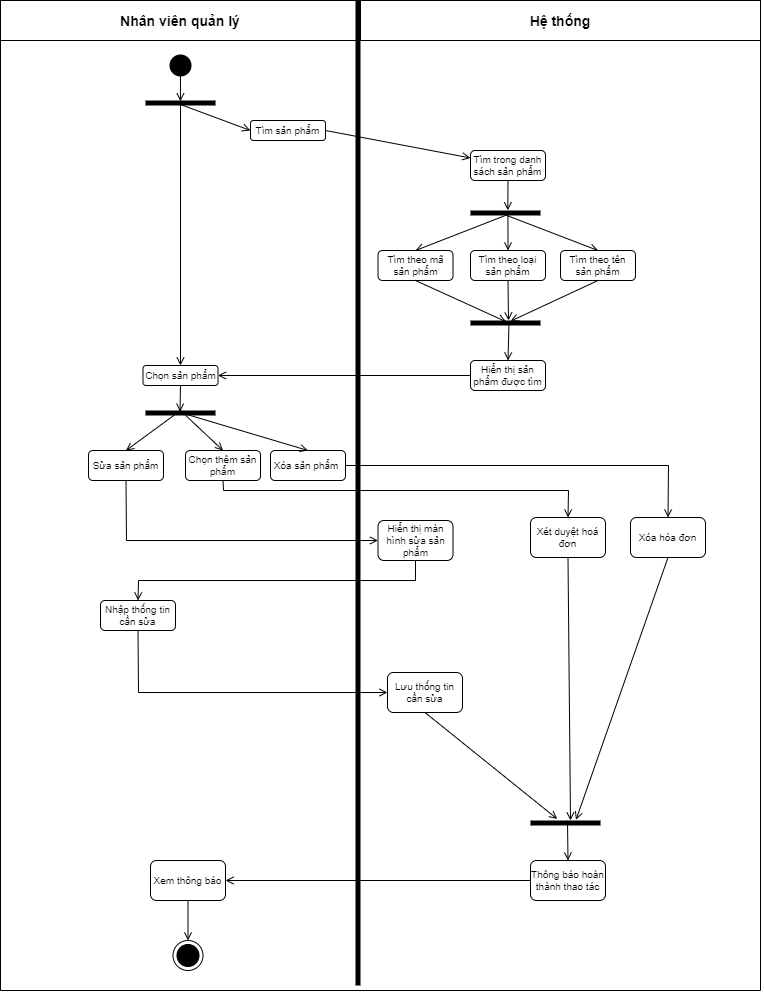 Nhân viên quản lý
Hệ thống
Tìm sản phẩm
Tìm trong danh
sách sản phẩm
Tìm theo mã
sản phẩm
Tìm theo loại
sản phẩm
Tìm theo tên
sản phẩm
Chọn sản phẩm
Hiển thị sản
phẩm được tìm
Sửa sản phẩm
Chọn thêm sản
phẩm
Xóa sản phẩm
Hiển thị màn
hình sửa sản
phẩm
Xét duyệt hoá
đơn
Xóa hóa đơn
Nhập thống tin
cần sửa
Lưu thống tin
cần sửa
Xem thông báo
Thông báo hoàn
thành thao tác